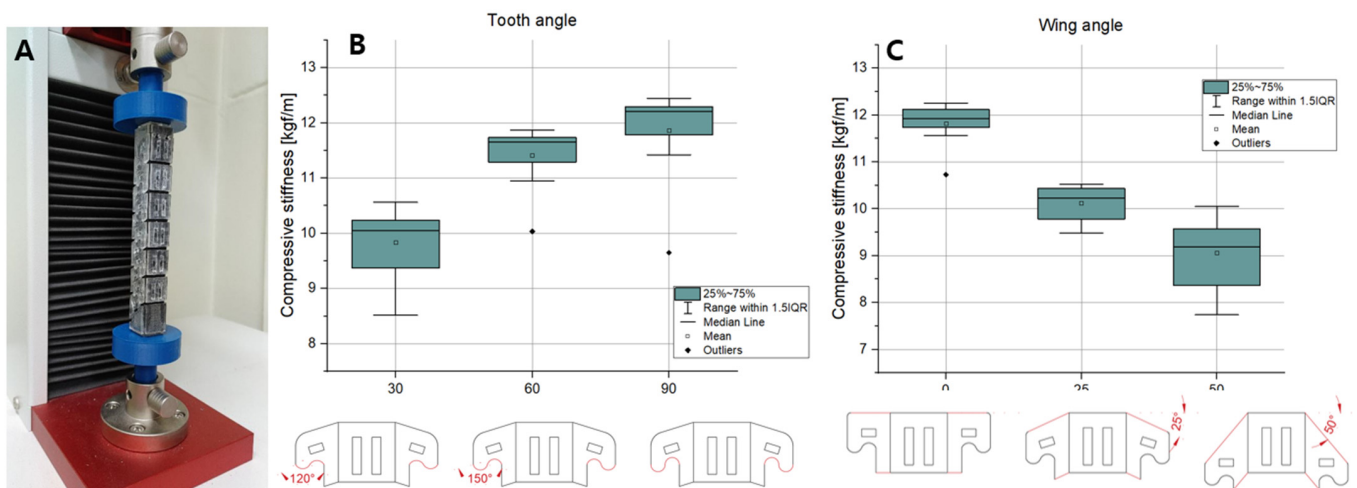 A
B
Tooth angle
Compressive stiffness [kgf/m]
13
12
11
10
9
8
30
60
90
25%~75%
Range within 1.5IQR
Median Line
Mean
Outliers
120°
150°
C
Wing angle
Compressive stiffness [kgf/m]
13
12
11
10
9
8
7
0
25
50
25%~75%
Range within 1.5IQR
Median Line
Mean
Outliers
25°
50°